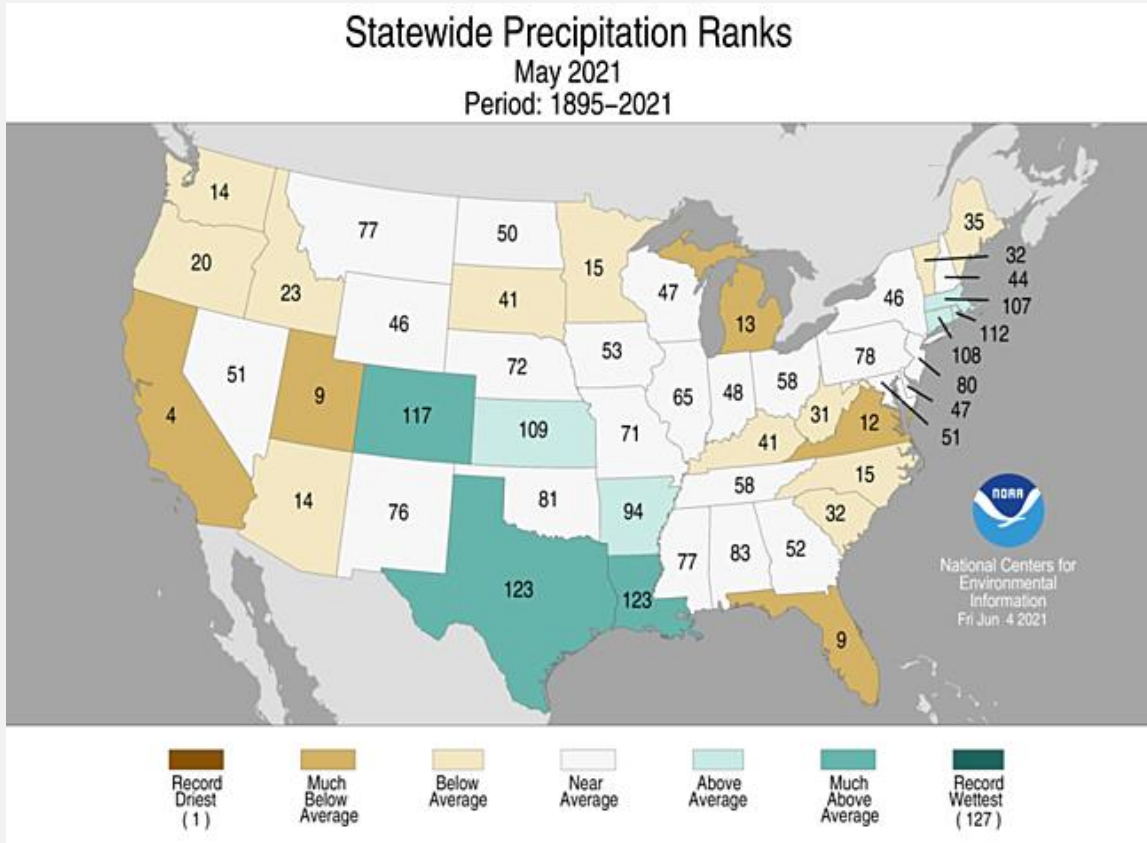 Statewide Precipitation Ranks
May 2021
Period: 1895–2021
14
77
50
15
35
20
23
41
47
46
32
44
107
112
108
80
47
51
46
13
51
9
117
72
53
65
48
58
78
4
109
71
41
31
12
14
76
81
94
58
15
32
123
123
77
83
52
9
NOAA
National Centers for
Environmental
Information
Fri Jun 4 2021
Record
Driest
( 1 )
Much
Below
Average
Below
Average
Near
Average
Above
Average
Much
Above
Average
Record
Wettest
( 127 )